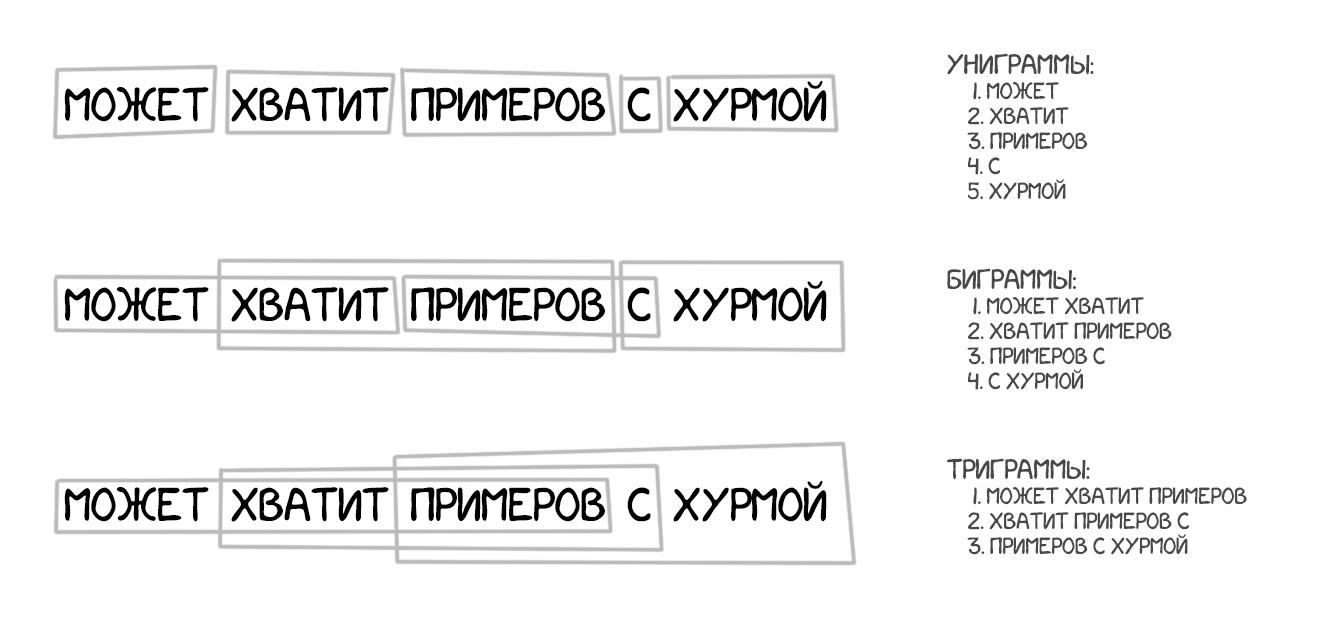 МОЖЕТ ХВАТИТ ПРИМЕРОВ С ХУРМОЙ
УНИГРАММЫ:
1. МОЖЕТ
2. ХВАТИТ
3. ПРИМЕРОВ
4. С
5. ХУРМОЙ
МОЖЕТ ХВАТИТ ПРИМЕРОВ С ХУРМОЙ
БИГРАММЫ:
1. МОЖЕТ ХВАТИТ
2. ХВАТИТ ПРИМЕРОВ
3. ПРИМЕРОВ С
4. С ХУРМОЙ
МОЖЕТ ХВАТИТ ПРИМЕРОВ С ХУРМОЙ
ТРИГРАММЫ:
1. МОЖЕТ ХВАТИТ ПРИМЕРОВ
2. ХВАТИТ ПРИМЕРОВ С
3. ПРИМЕРОВ С ХУРМОЙ